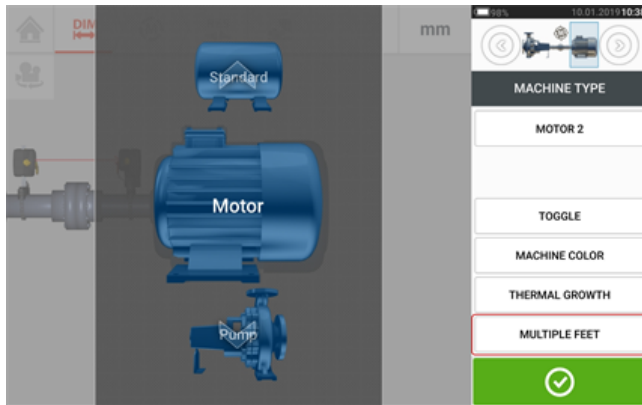 DIM
mm
98%
10.01.2019 10:38
Standard
Motor
Pump
MACHINE TYPE
MOTOR 2
TOGGLE
MACHINE COLOR
THERMAL GROWTH
MULTIPLE FEET